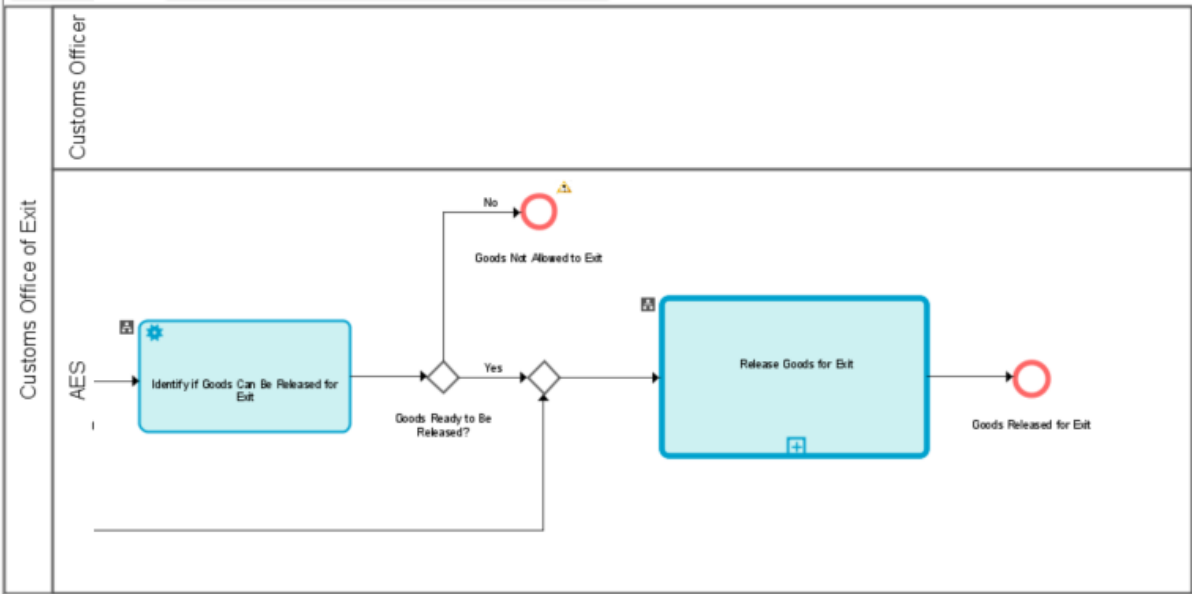 Customs Office of Exit
Customs Officer
AES
No
Goods Not Allowed to Exit
Identify if Goods Can Be Released for
Exit
Yes
Goods Ready to Be
Released?
Release Goods for Exit
Goods Released for Exit